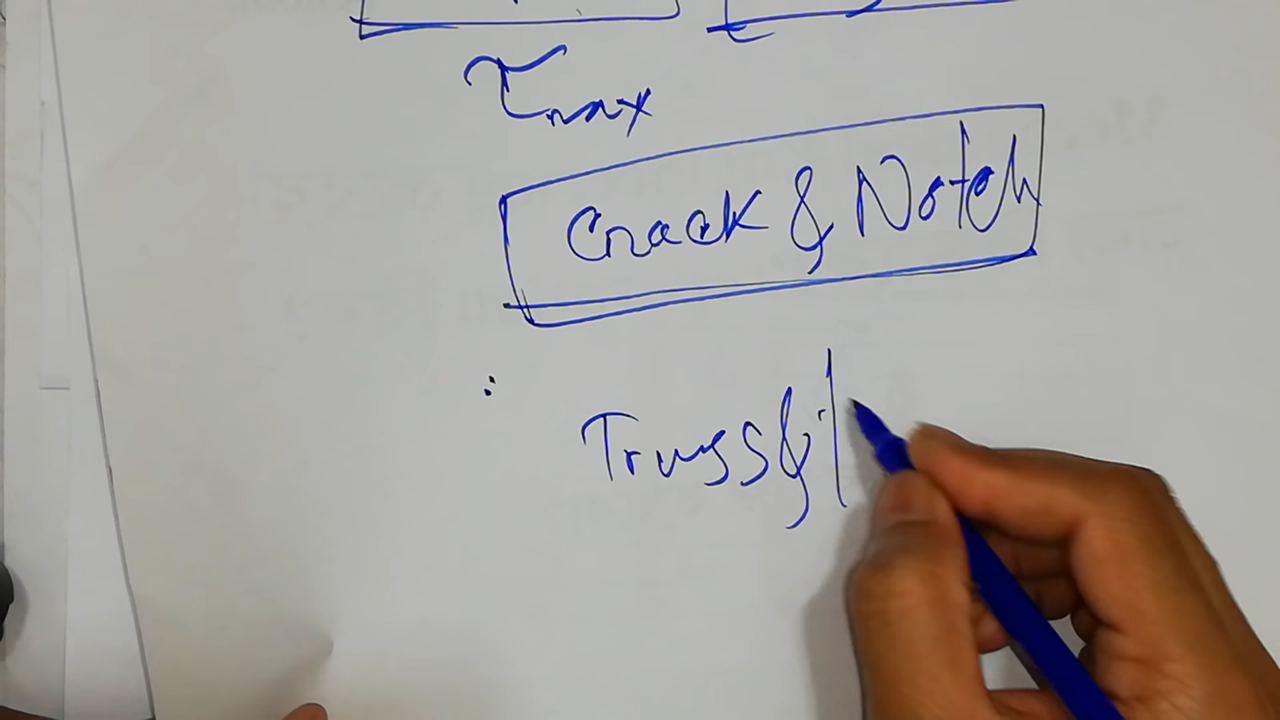 τmax
Crack & Notch
∴ Truss &